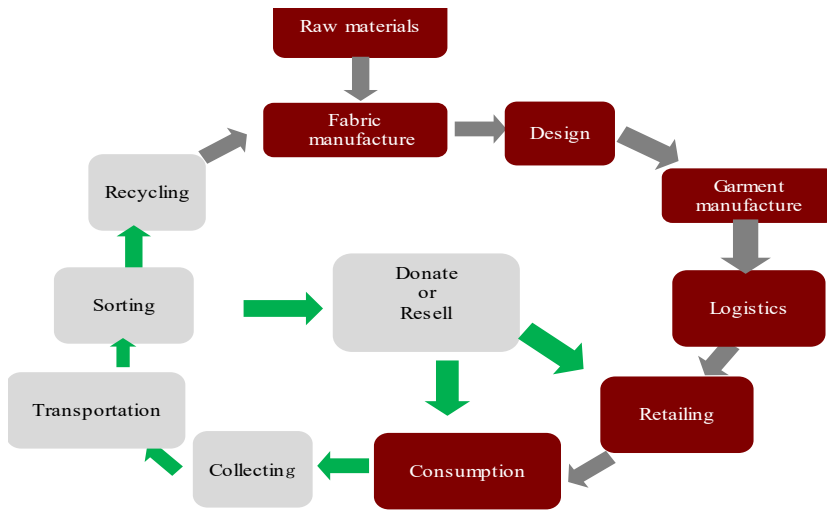 Raw materials
Fabric
manufacture
Design
Recycling
Garment
manufacture
Donate
or
Resell
Sorting
Logistics
Transportation
Retailing
Collecting
Consumption